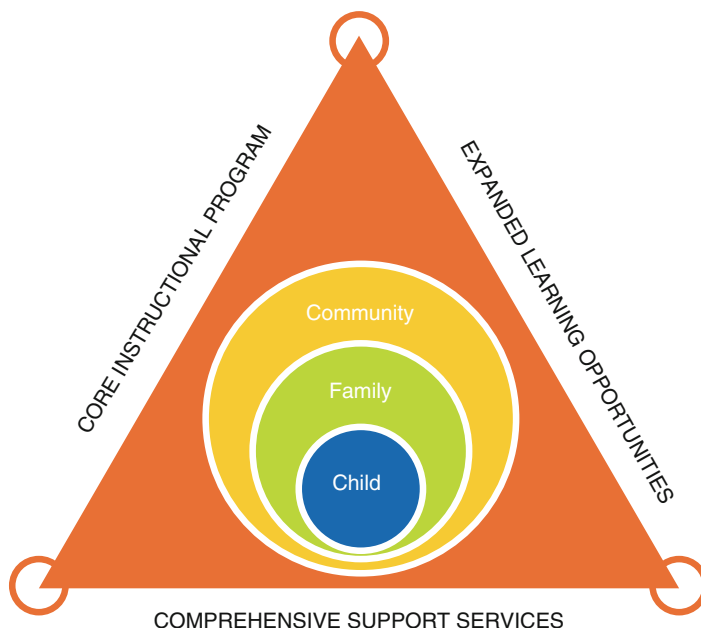 CORE INSTRUCTIONAL PROGRAM
EXPANDED LEARNING OPPORTUNITIES
Community
Family
Child
COMPREHENSIVE SUPPORT SERVICES